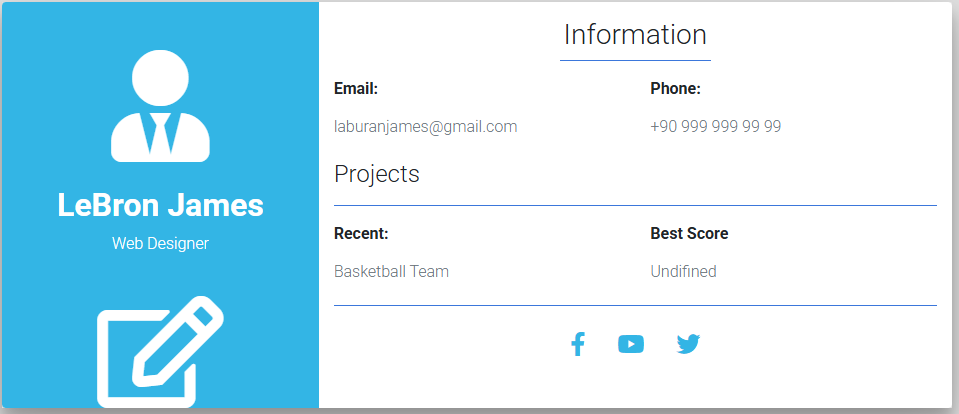 LeBron James
Web Designer
Information
Email:
Phone:
laburanjames@gmail.com
+90 999 999 99 99
Projects
Recent:
Best Score
Basketball Team
Undifined